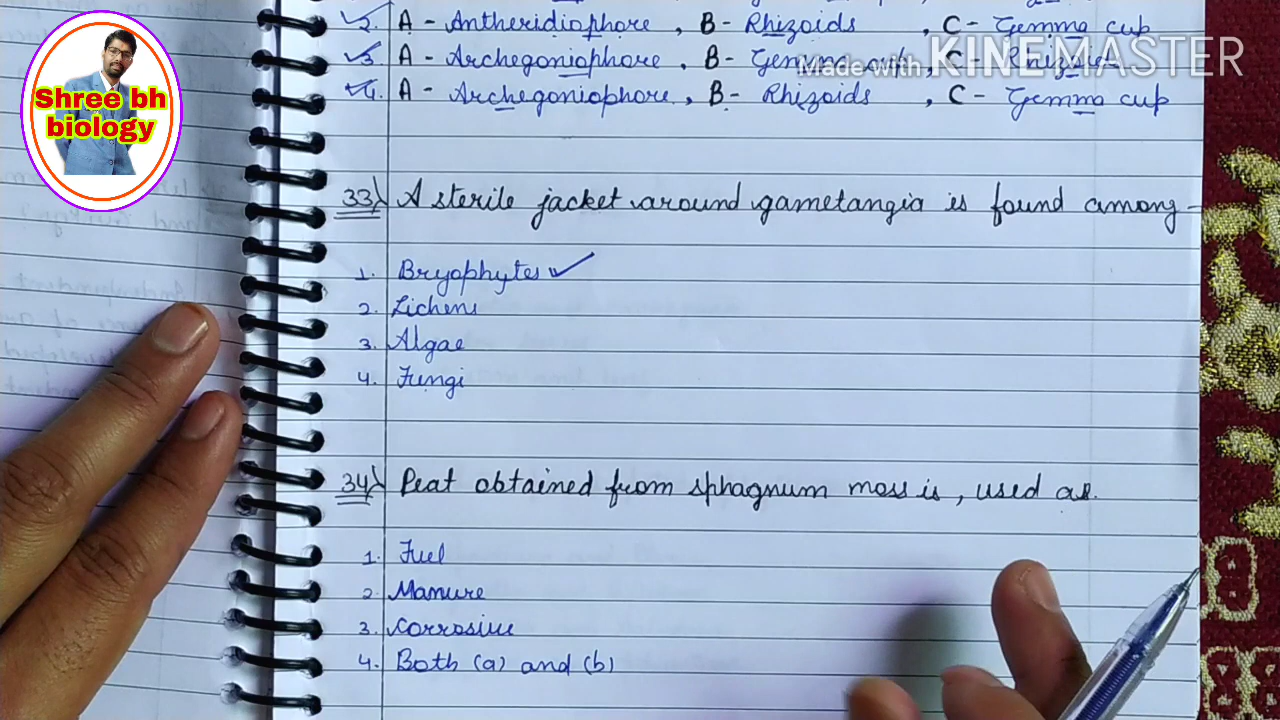 2. A - Antheridiophore, B - Rhizoids, C - Gemma cup
3. A - Archegoniophore, B - Gemma cup, C - Rhizoids
4. A - Archegoniophore, B - Rhizoids, C - Gemma cup
Made with KINEMASTER
Shree bh
biology
33) A sterile jacket around gametangia is found among -
1. Bryophytes ✓
2. Lichens
3. Algae
4. Fungi
34) Peat obtained from sphagnum moss is, used as.
1. Fuel
2. Manure
3. Corrosive
4. Both (a) and (b)